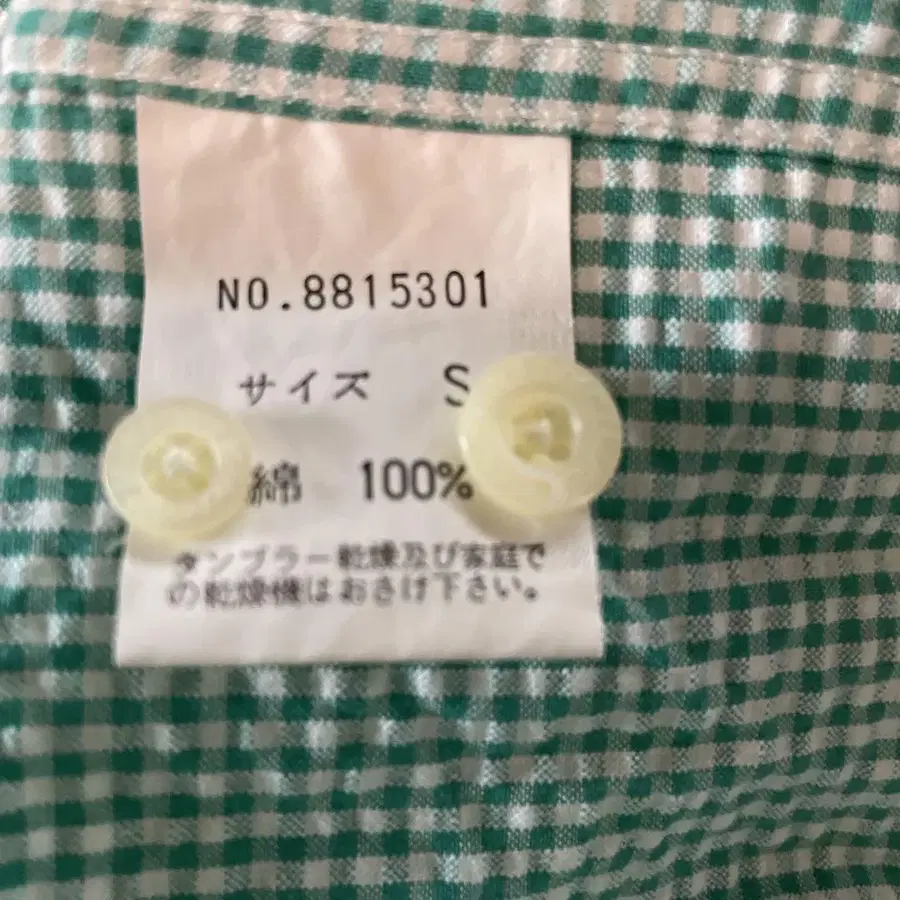 NO.8815301
サイズ S
綿 100%
タンブラー乾燥及び家庭で
の乾燥機はおさけ下さい。